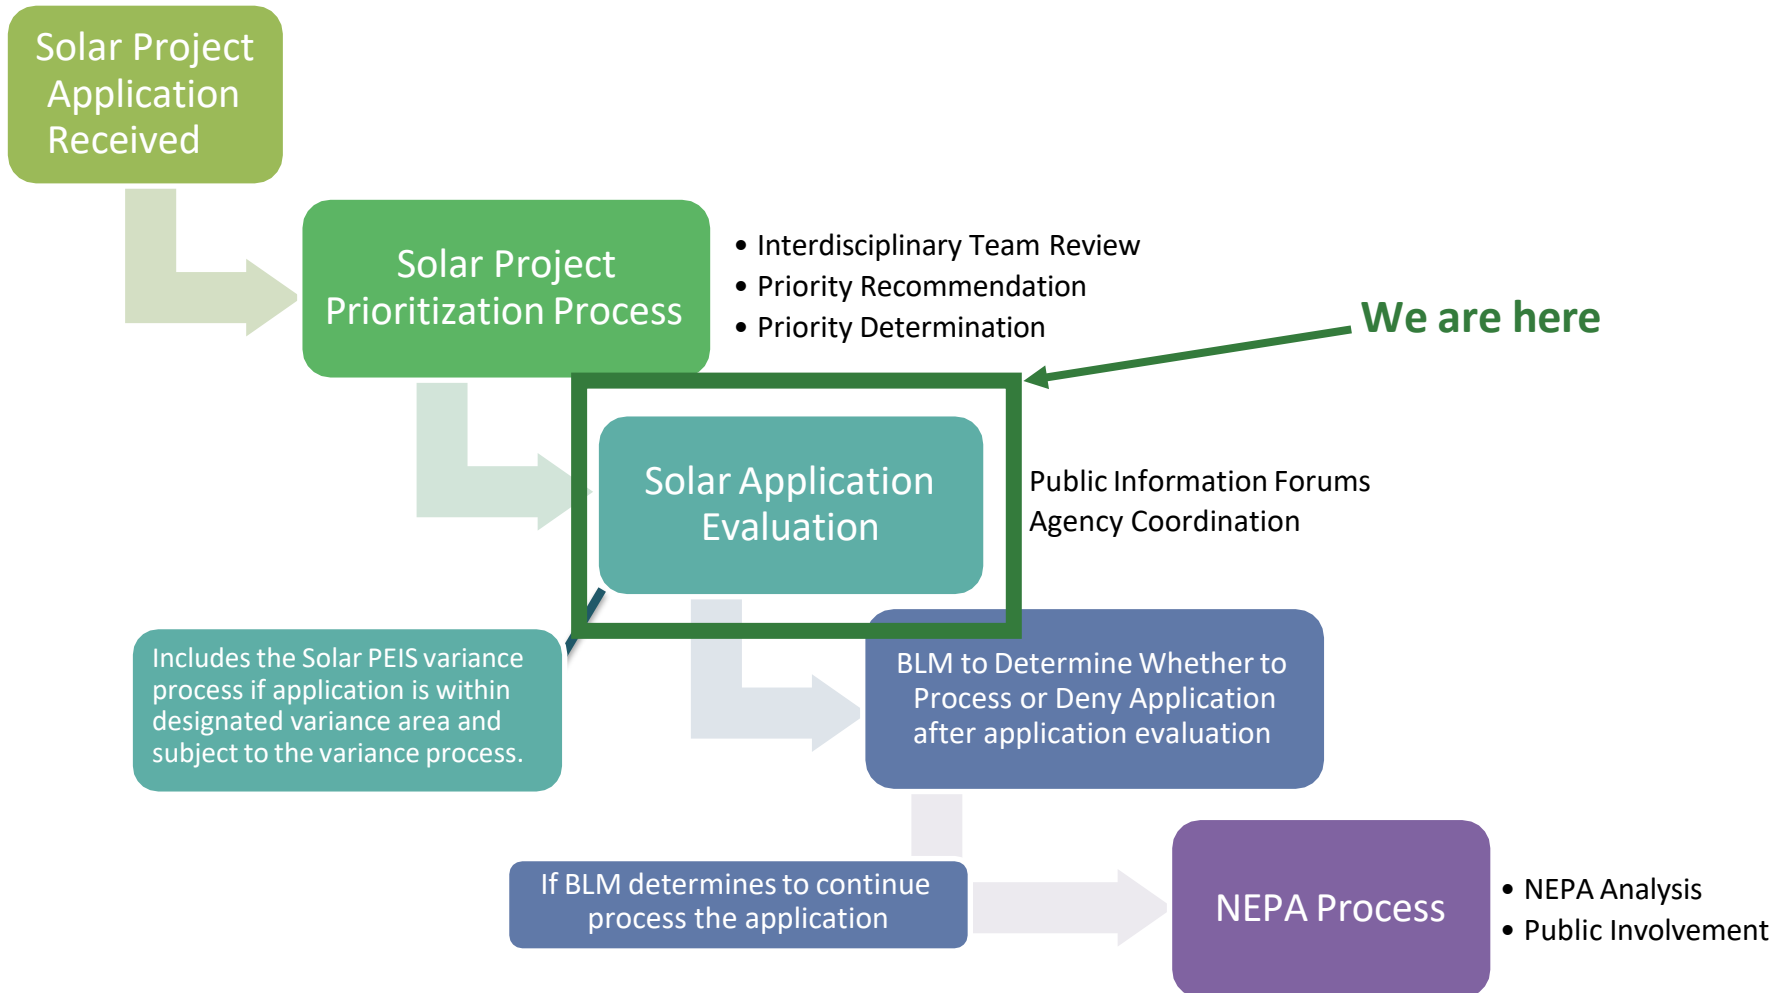 Solar Project
Application
Received
Solar Project
Prioritization Process
• Interdisciplinary Team Review
• Priority Recommendation
• Priority Determination
We are here
Solar Application
Evaluation
Public Information Forums
Agency Coordination
Includes the Solar PEIS variance
process if application is within
designated variance area and
subject to the variance process.
BLM to Determine Whether to
Process or Deny Application
after application evaluation
If BLM determines to continue
process the application
NEPA Process
• NEPA Analysis
• Public Involvement